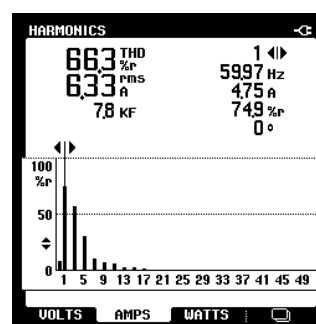 HARMONICS
66.3 THD %r
6.33 rms A
7.8 KF
1
59.97 Hz
4.75 A
74.9 %r
0 °
100
%r
50
0
1 5 9 13 17 21 25 29 33 37 41 45 49
VOLTS AMPS WATTS